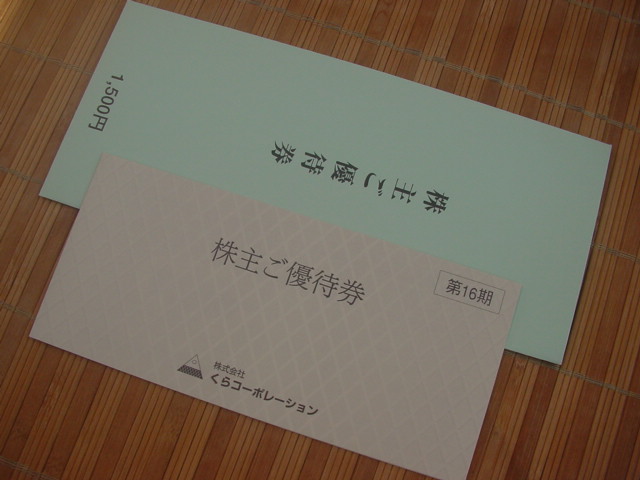 1,500円
株主ご優待券
株主ご優待券
第16期
株式会社
くらコーポレーション